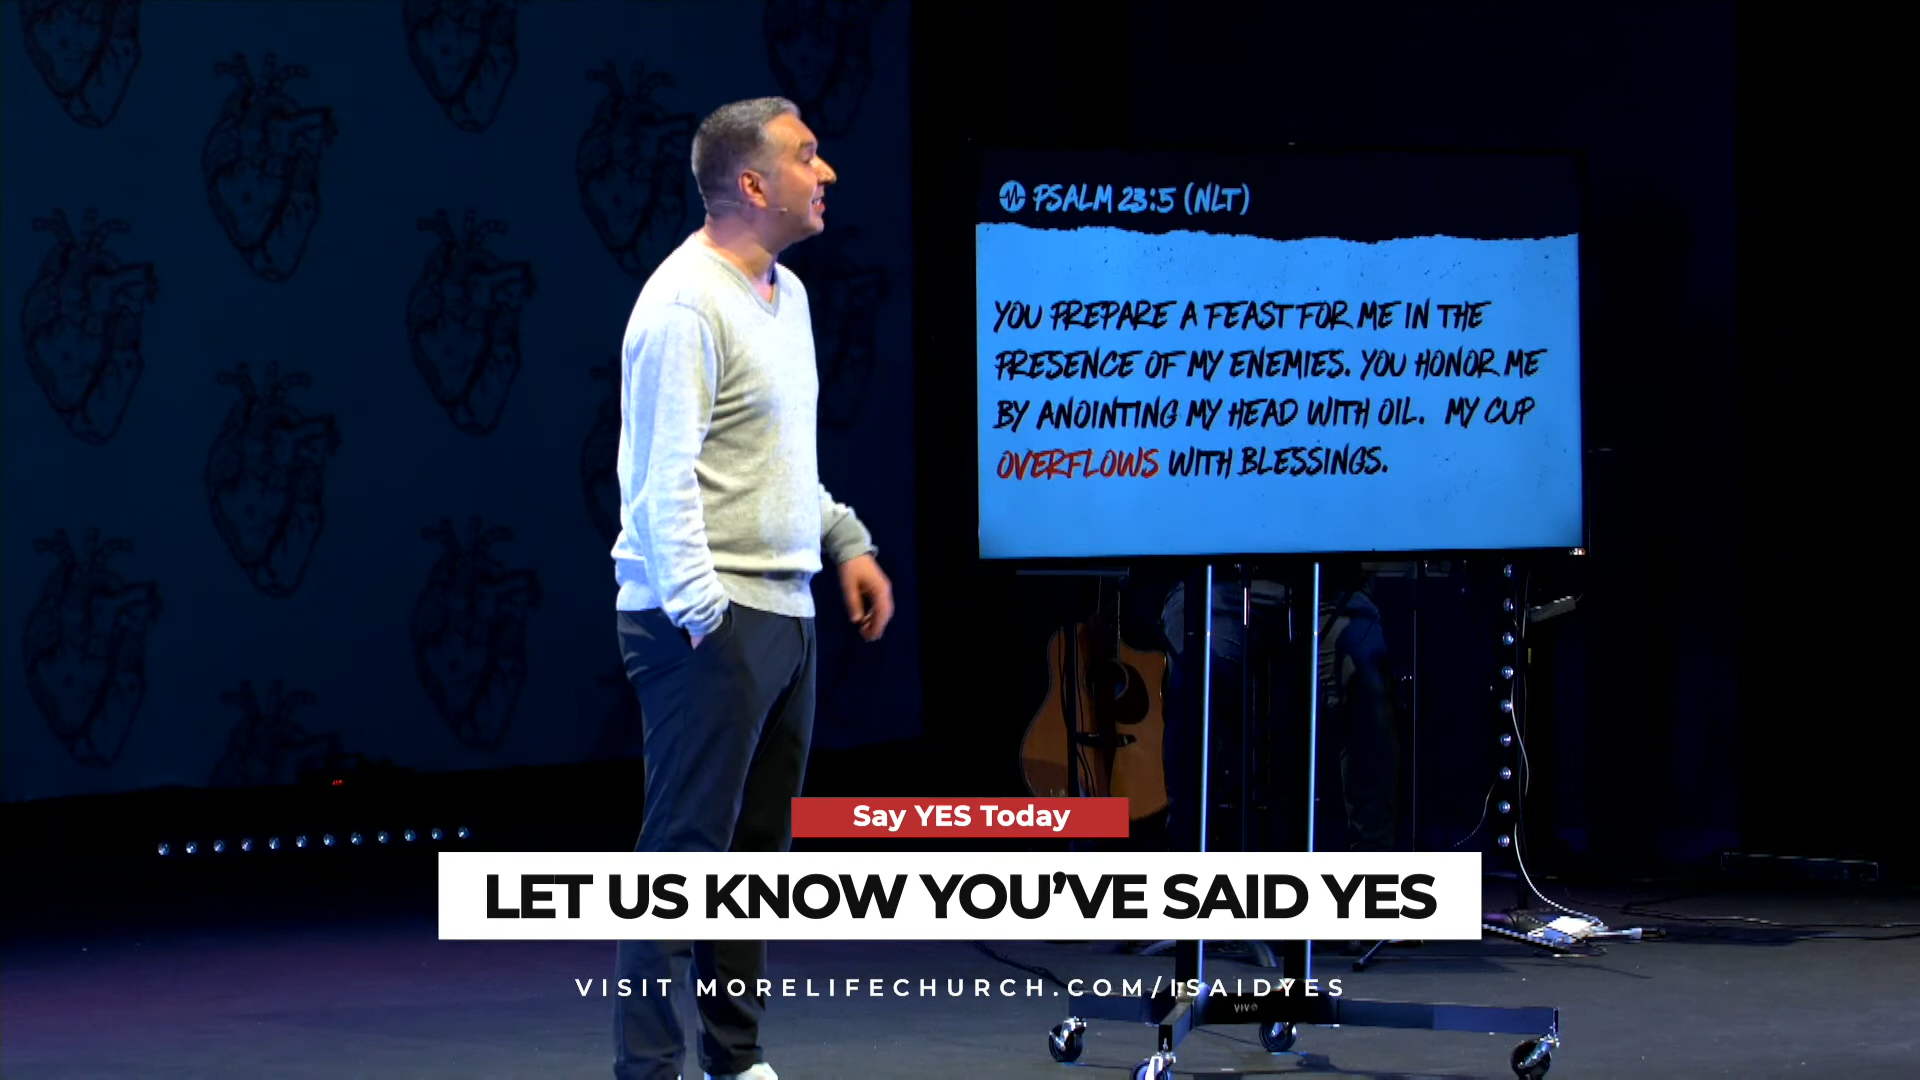 PSALM 23:5 (NLT)
YOU PREPARE A FEAST FOR ME IN THE
PRESENCE OF MY ENEMIES. YOU HONOR ME
BY ANOINTING MY HEAD WITH OIL. MY CUP
OVERFLOWS WITH BLESSINGS.
Say YES Today
LET US KNOW YOU'VE SAID YES
VISIT MORELIFECHURCH.COM/ISAIDYES
VIVO